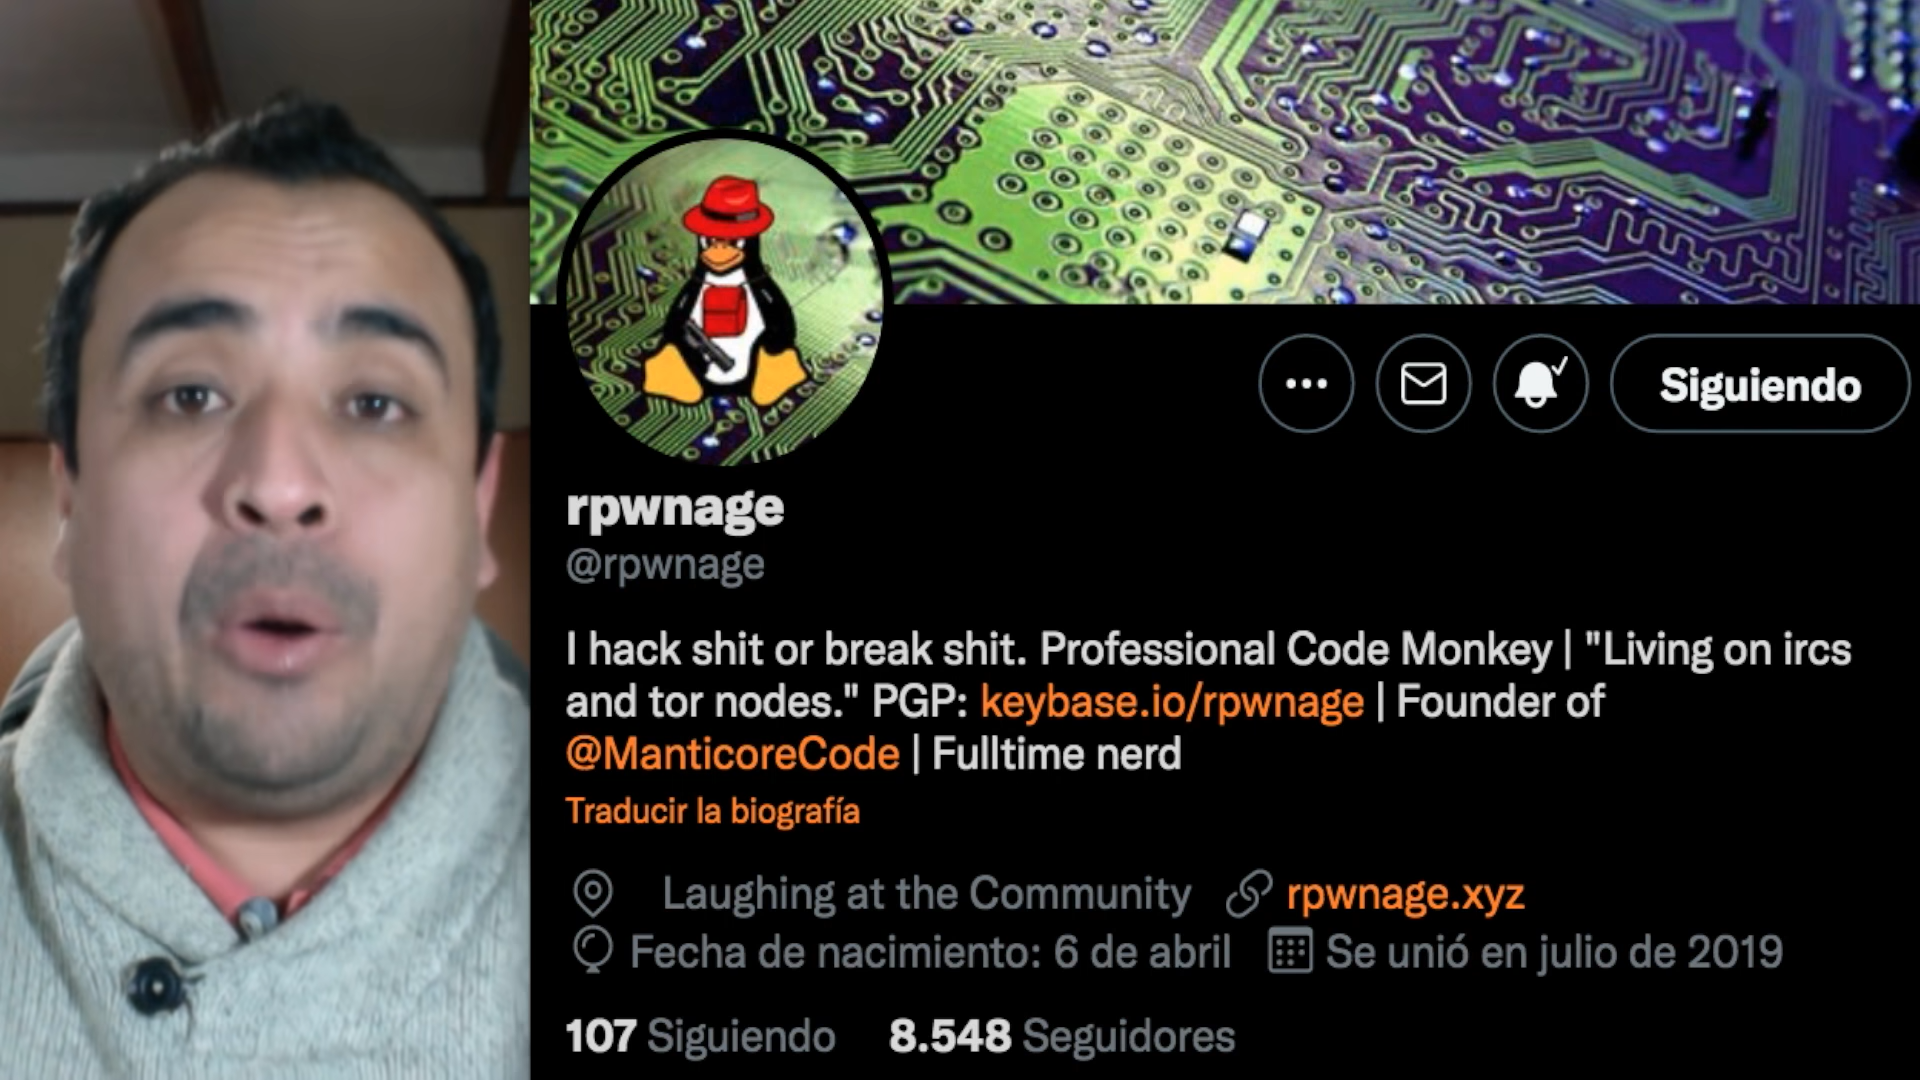 Siguiendo
rpwnage
@rpwnage
I hack shit or break shit. Professional Code Monkey | "Living on ircs
and tor nodes." PGP: keybase.io/rpwnage | Founder of
@ManticoreCode | Fulltime nerd
Traducir la biografía
Laughing at the Community rpwnage.xyz
Fecha de nacimiento: 6 de abril Se unió en julio de 2019
107 Siguiendo 8.548 Seguidores